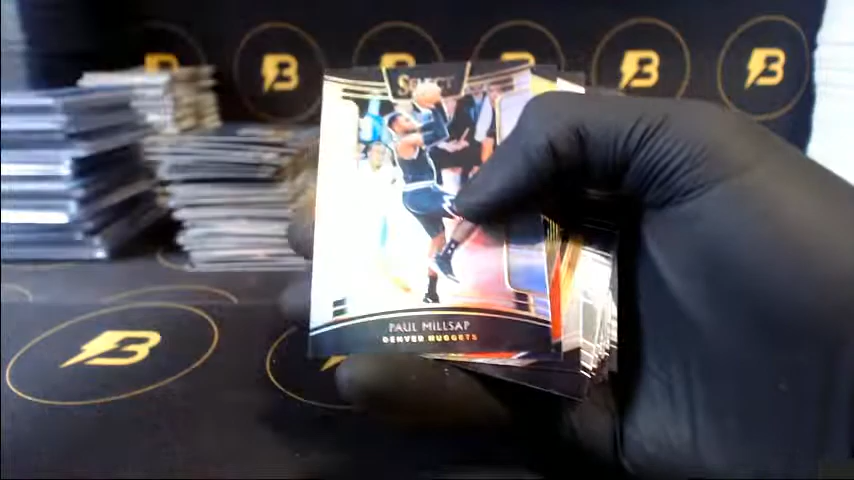 B B B B B
SELECT
PAUL MILLSAP
DENVER NUGGETS
B